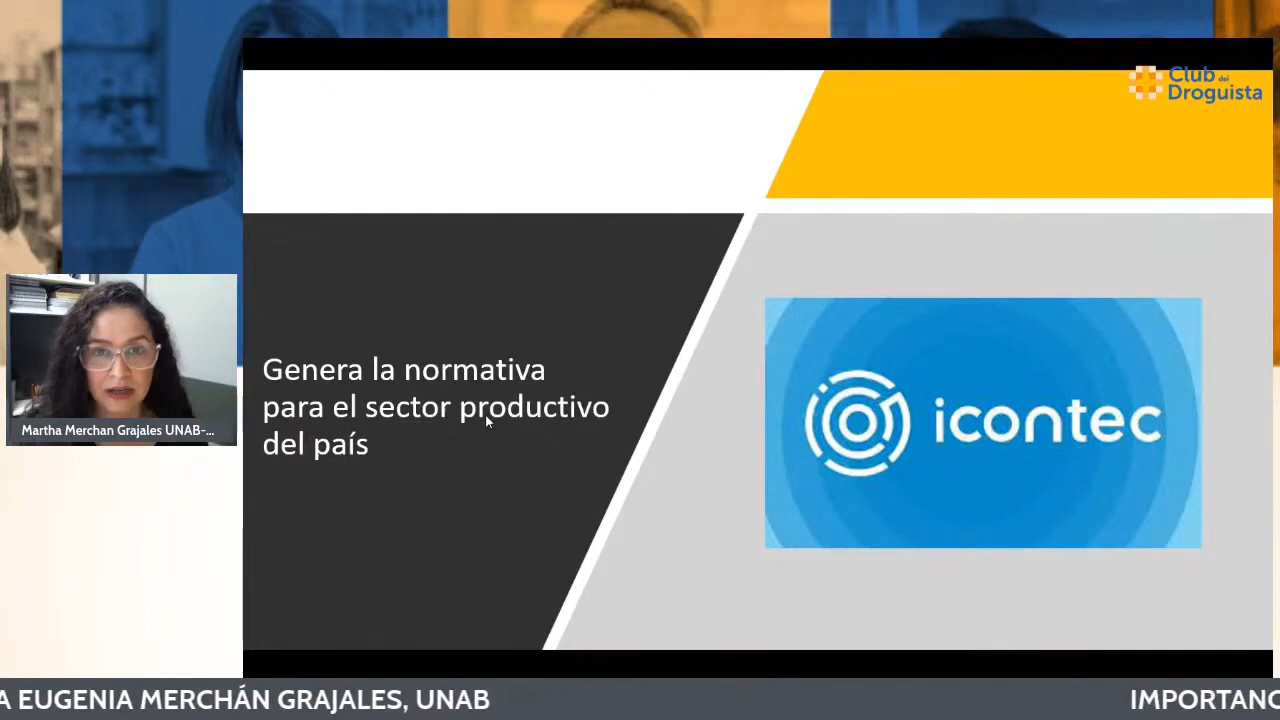 Club del
Droguista
Genera la normativa
para el sector productivo
del país
icontec
Martha Merchan Grajales UNAB-...
A EUGENIA MERCHÁN GRAJALES, UNAB
IMPORTANC